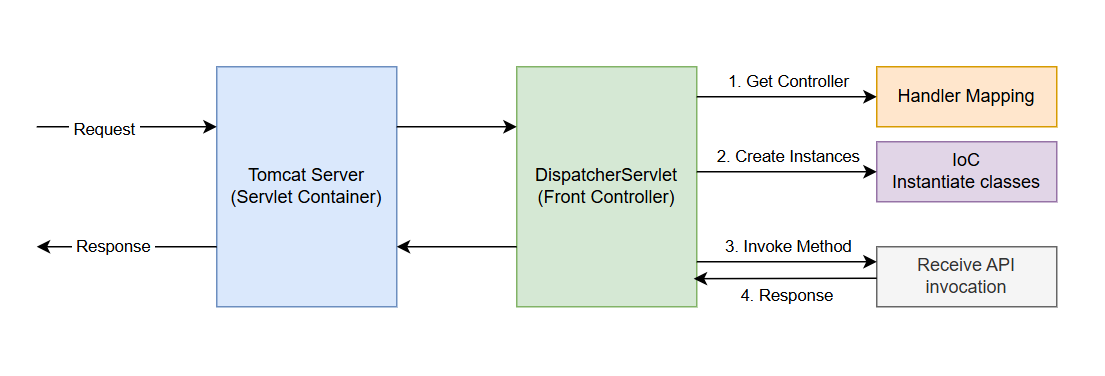 Request
Response
Tomcat Server
(Servlet Container)
DispatcherServlet
(Front Controller)
1. Get Controller
Handler Mapping
2. Create Instances
IoC
Instantiate classes
3. Invoke Method
4. Response
Receive API
invocation